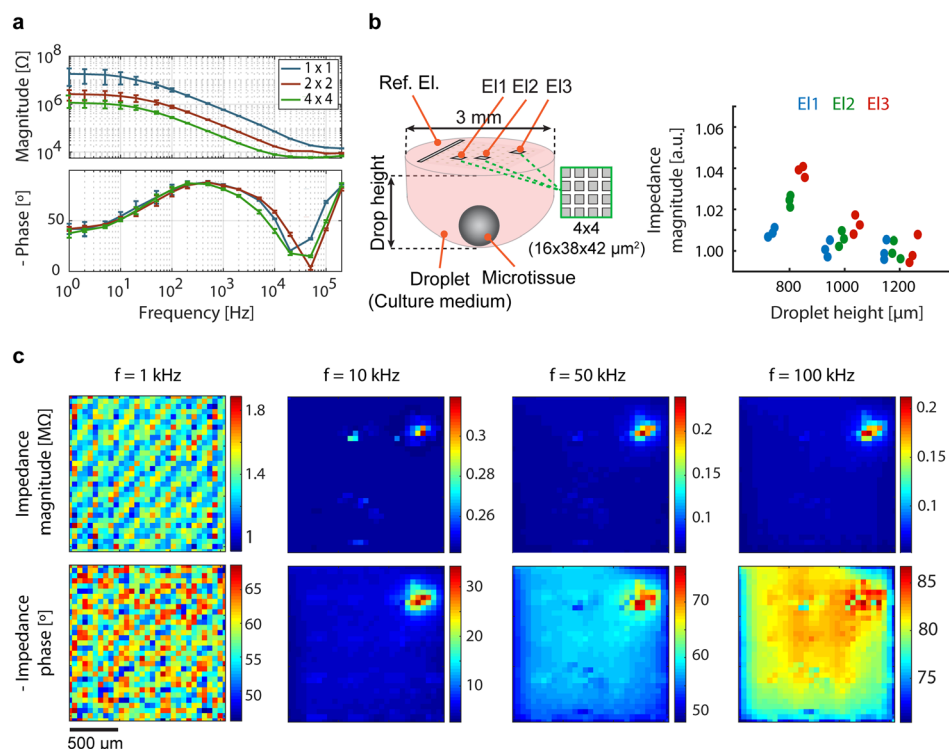 a
Magnitude [Ω]
10⁸
10⁶
10⁴
1 x 1
2 x 2
4 x 4
- Phase [º]
50
0
10⁰
10¹
10²
10³
10⁴
10⁵
Frequency [Hz]
b
Ref. El.
El1
El2
El3
3 mm
Drop height
4x4
(16x38x42 µm²)
Droplet
(Culture medium)
Microtissue
El1
El2
El3
Impedance
magnitude [a.u.]
1.06
1.04
1.02
1.00
800
1000
1200
Droplet height [µm]
c
f = 1 kHz
f = 10 kHz
f = 50 kHz
f = 100 kHz
Impedance
magnitude [MΩ]
1.8
1.6
1.4
1.2
1
0.3
0.28
0.26
0.2
0.15
0.1
0.2
0.15
0.1
- Impedance
phase [º]
65
60
55
50
30
20
10
70
60
50
85
80
75
500 µm